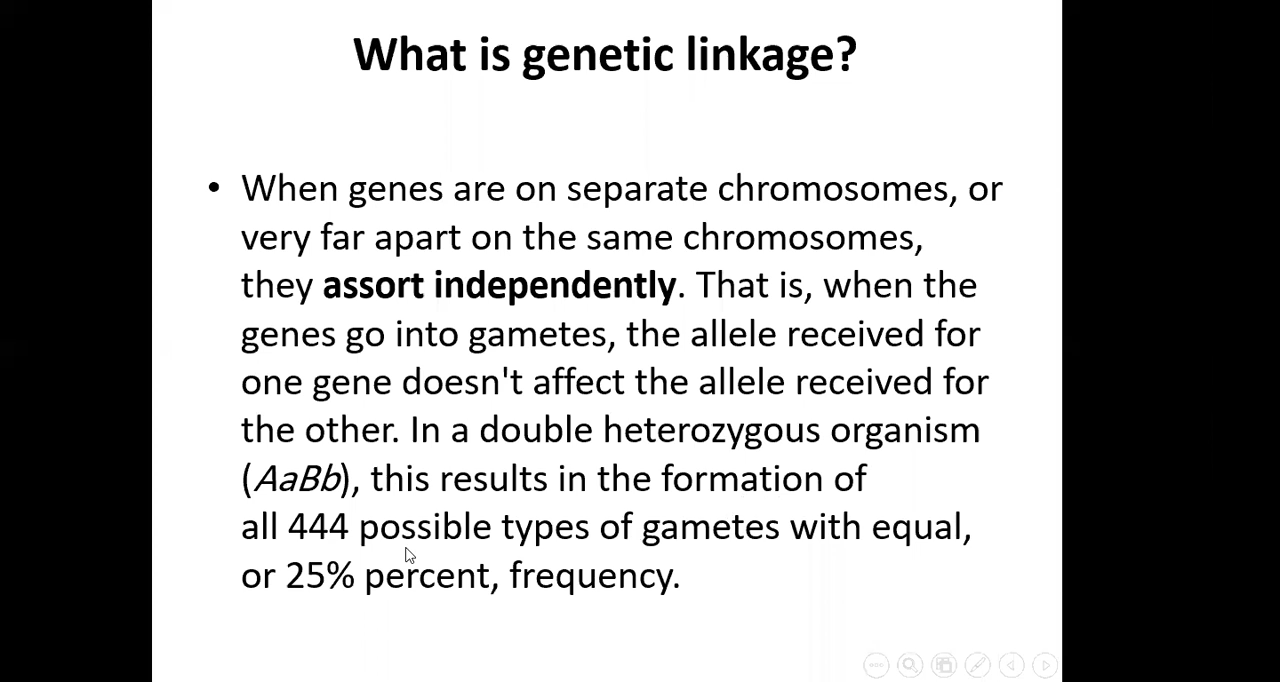 What is genetic linkage?
• When genes are on separate chromosomes, or
very far apart on the same chromosomes,
they assort independently. That is, when the
genes go into gametes, the allele received for
one gene doesn't affect the allele received for
the other. In a double heterozygous organism
(AaBb), this results in the formation of
all 444 possible types of gametes with equal,
or 25% percent, frequency.